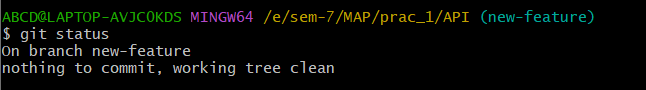 ABCD@LAPTOP-AVJC0KDS MINGW64 /e/sem-7/MAP/prac_1/API (new-feature)
$ git status
On branch new-feature
nothing to commit, working tree clean